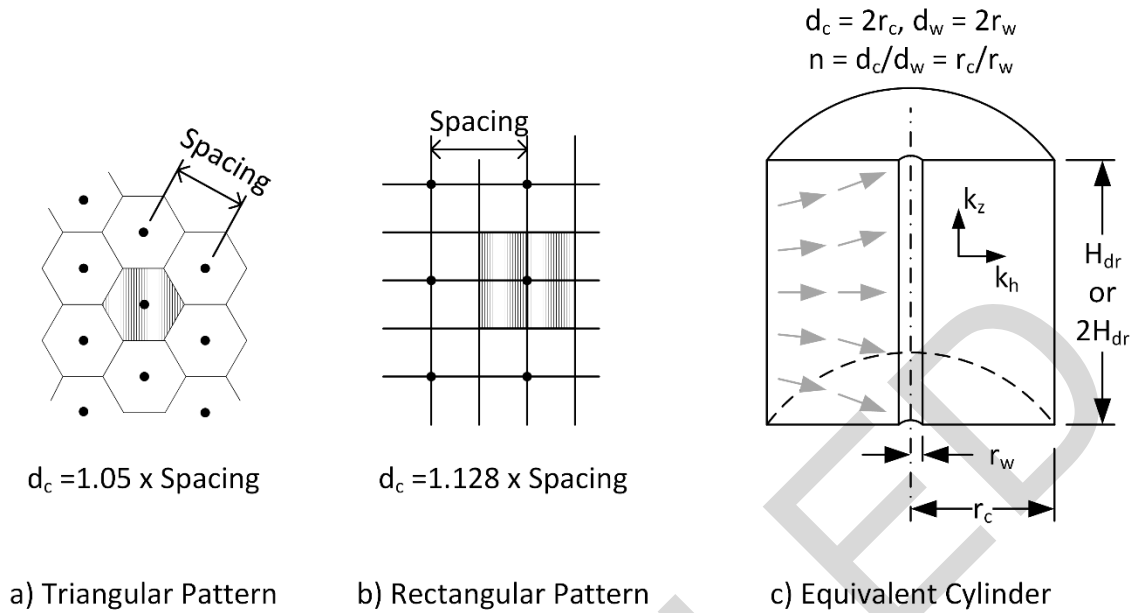 d_c = 2r_c, d_w = 2r_w
n = d_c/d_w = r_c/r_w
Spacing
Spacing
k_z
k_h
H_dr
or
2H_dr
r_w
r_c
d_c =1.05 x Spacing
d_c =1.128 x Spacing
a) Triangular Pattern
b) Rectangular Pattern
c) Equivalent Cylinder
ED